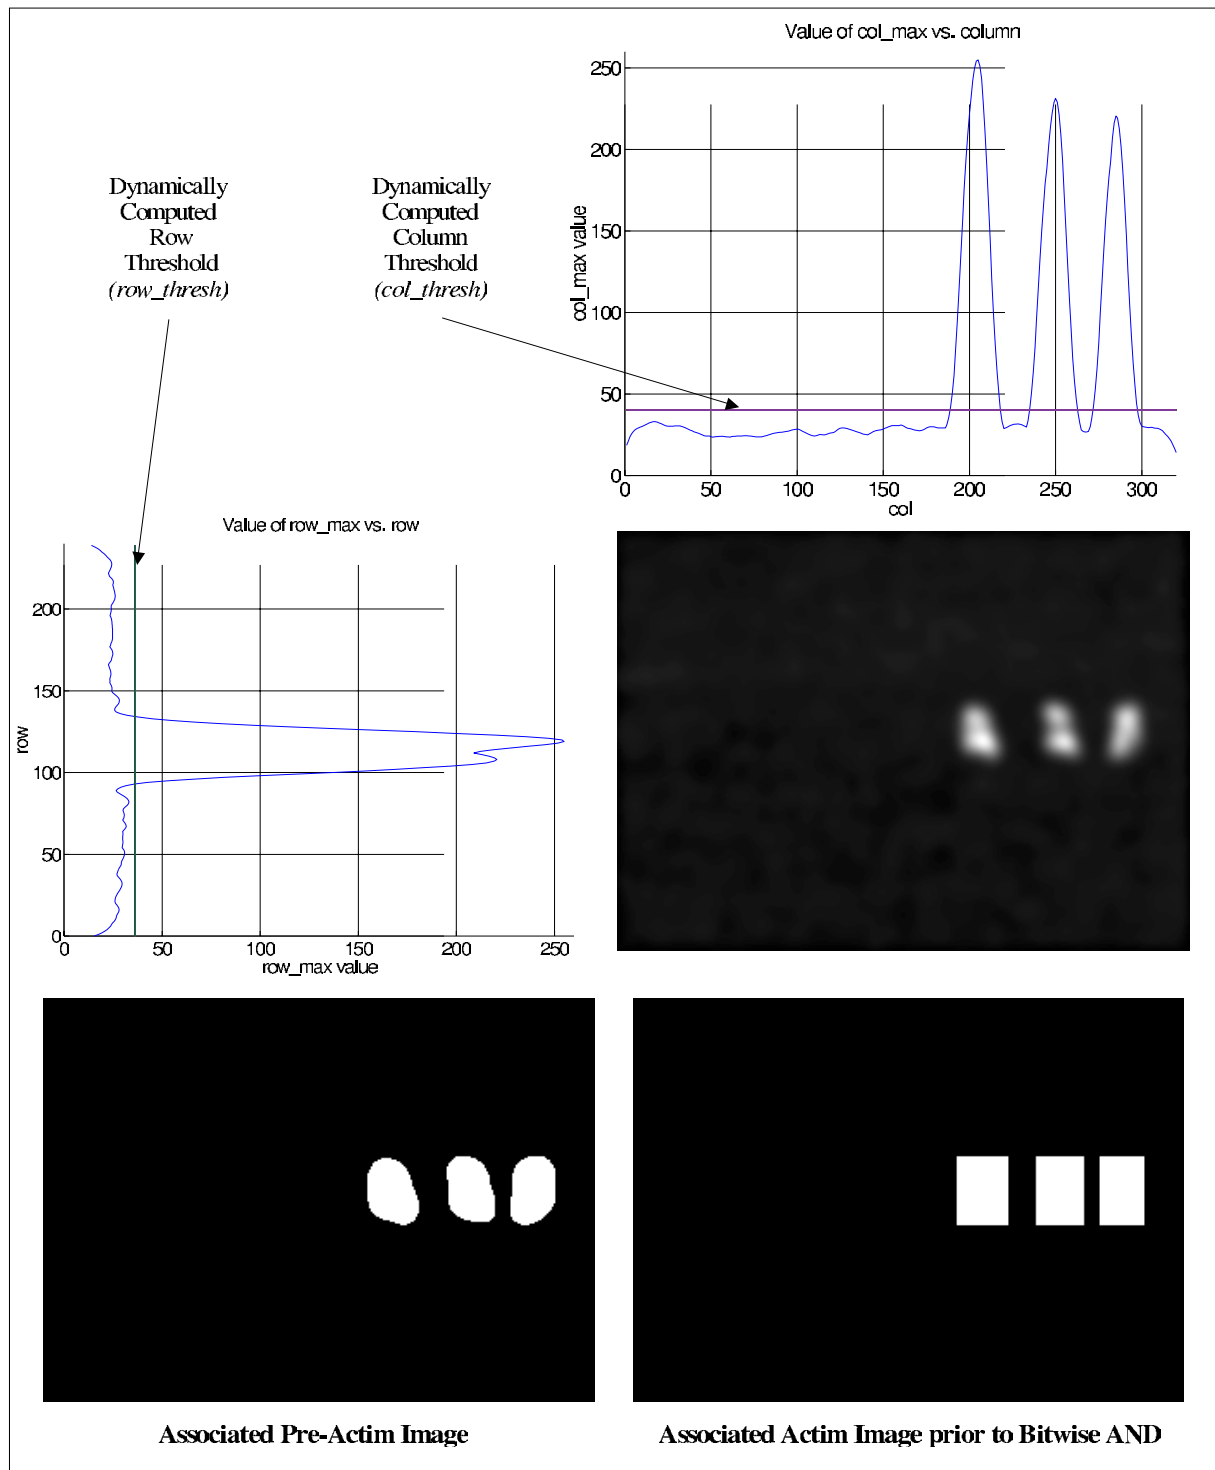 Value of col_max vs. column
250
200
150
100
50
0
col_max value
0 50 100 150 200 250 300
col
Dynamically
Computed
Row
Threshold
(row_thresh)
Dynamically
Computed
Column
Threshold
(col_thresh)
Value of row_max vs. row
200
150
100
50
0
row
0 50 100 150 200 250
row_max value
Associated Pre-Actim Image
Associated Actim Image prior to Bitwise AND